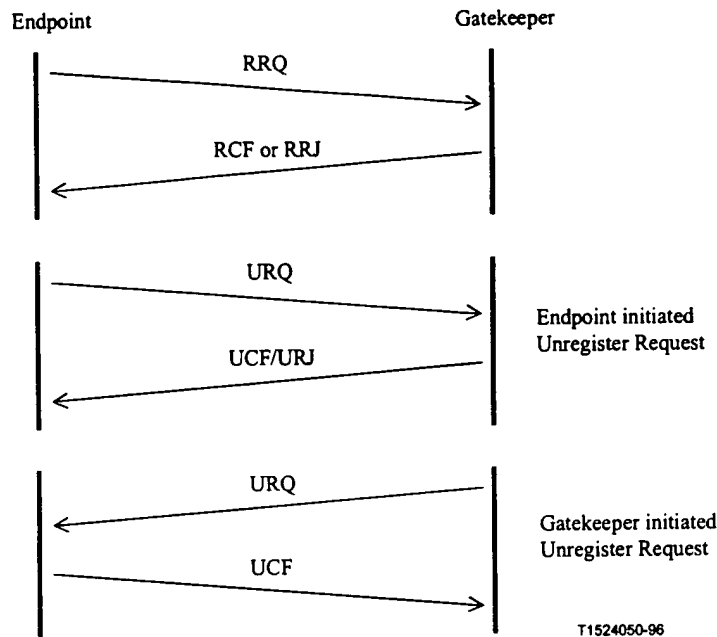 Endpoint
Gatekeeper
RRQ
RCF or RRJ
URQ
Endpoint initiated
Unregister Request
UCF/URJ
URQ
Gatekeeper initiated
Unregister Request
UCF
T1524050-96